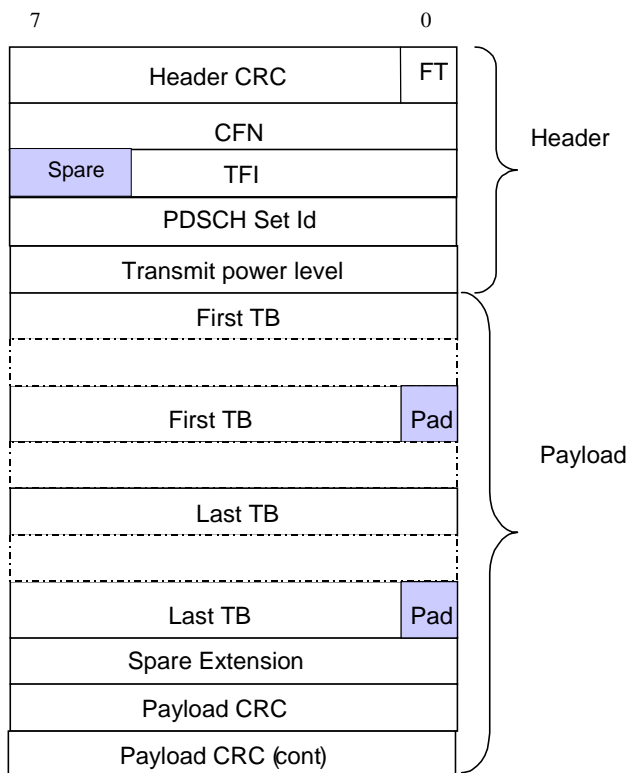 7 0
Header CRC FT
CFN
Header
Spare TFI
PDSCH Set Id
Transmit power level
First TB
First TB Pad
Payload
Last TB
Last TB Pad
Spare Extension
Payload CRC
Payload CRC (cont)